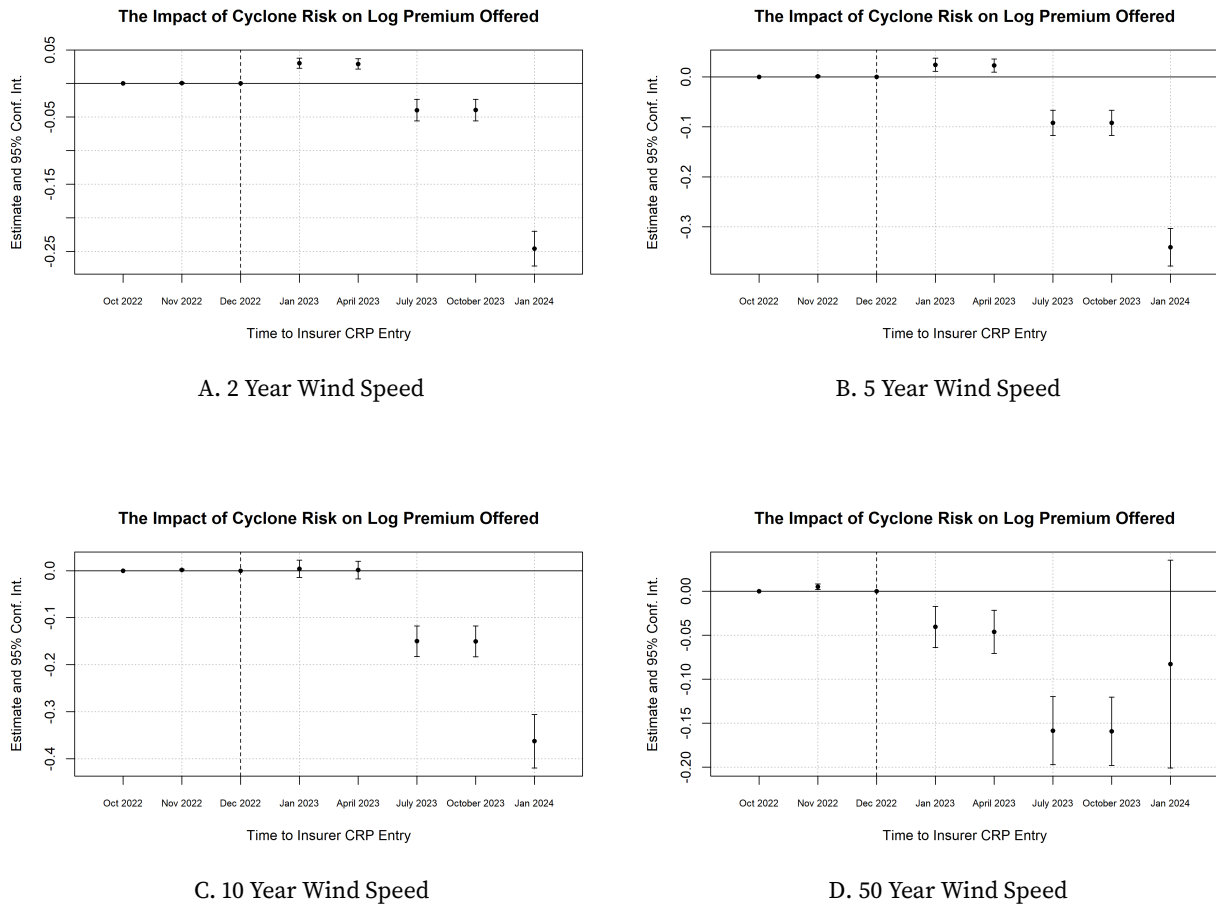 The Impact of Cyclone Risk on Log Premium Offered
Estimate and 95% Conf. Int.
0.05
-0.05
-0.15
-0.25
Oct 2022 Nov 2022 Dec 2022 Jan 2023 April 2023 July 2023 October 2023 Jan 2024
Time to Insurer CRP Entry
A. 2 Year Wind Speed
The Impact of Cyclone Risk on Log Premium Offered
Estimate and 95% Conf. Int.
0.0
-0.1
-0.2
-0.3
Oct 2022 Nov 2022 Dec 2022 Jan 2023 April 2023 July 2023 October 2023 Jan 2024
Time to Insurer CRP Entry
B. 5 Year Wind Speed
The Impact of Cyclone Risk on Log Premium Offered
Estimate and 95% Conf. Int.
0.0
-0.1
-0.2
-0.3
-0.4
Oct 2022 Nov 2022 Dec 2022 Jan 2023 April 2023 July 2023 October 2023 Jan 2024
Time to Insurer CRP Entry
C. 10 Year Wind Speed
The Impact of Cyclone Risk on Log Premium Offered
Estimate and 95% Conf. Int.
0.00
-0.05
-0.10
-0.15
-0.20
Oct 2022 Nov 2022 Dec 2022 Jan 2023 April 2023 July 2023 October 2023 Jan 2024
Time to Insurer CRP Entry
D. 50 Year Wind Speed